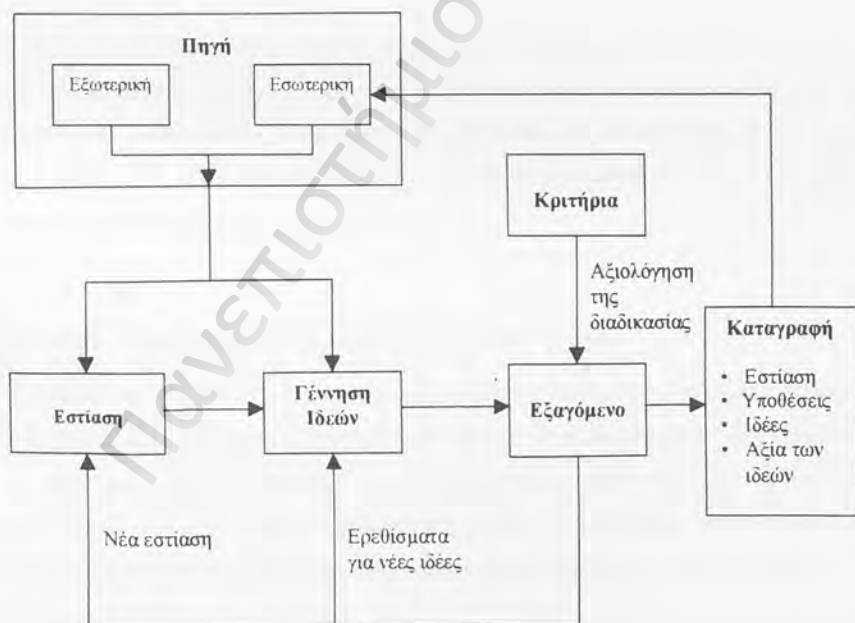 Πηγή
Εξωτερική
Εσωτερική
Κριτήρια
Αξιολόγηση
της
διαδικασίας
Καταγραφή
• Εστίαση
• Υποθέσεις
• Ιδέες
• Αξία των
ιδεών
Εστίαση
Γέννηση
Ιδεών
Εξαγόμενο
Νέα εστίαση
Ερεθίσματα
για νέες ιδέες
Πανεπιστήμιο